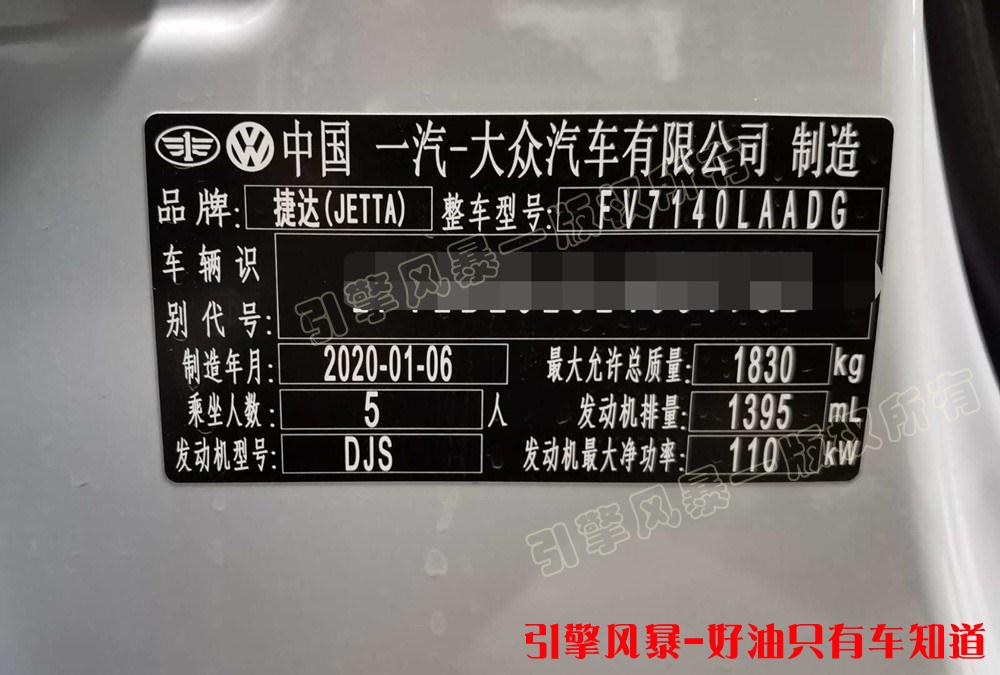 中国 一汽-大众汽车有限公司 制造
品牌: 捷达(JETTA) 整车型号: FV7140LAADG
车辆识
别代号:
制造年月: 2020-01-06 最大允许总质量: 1830 kg
乘坐人数: 5 人 发动机排量: 1395 mL
发动机型号: DJS 发动机最大净功率: 110 kW
引擎风暴—版权所有
引擎风暴—版权所有
引擎风暴-好油只有车知道